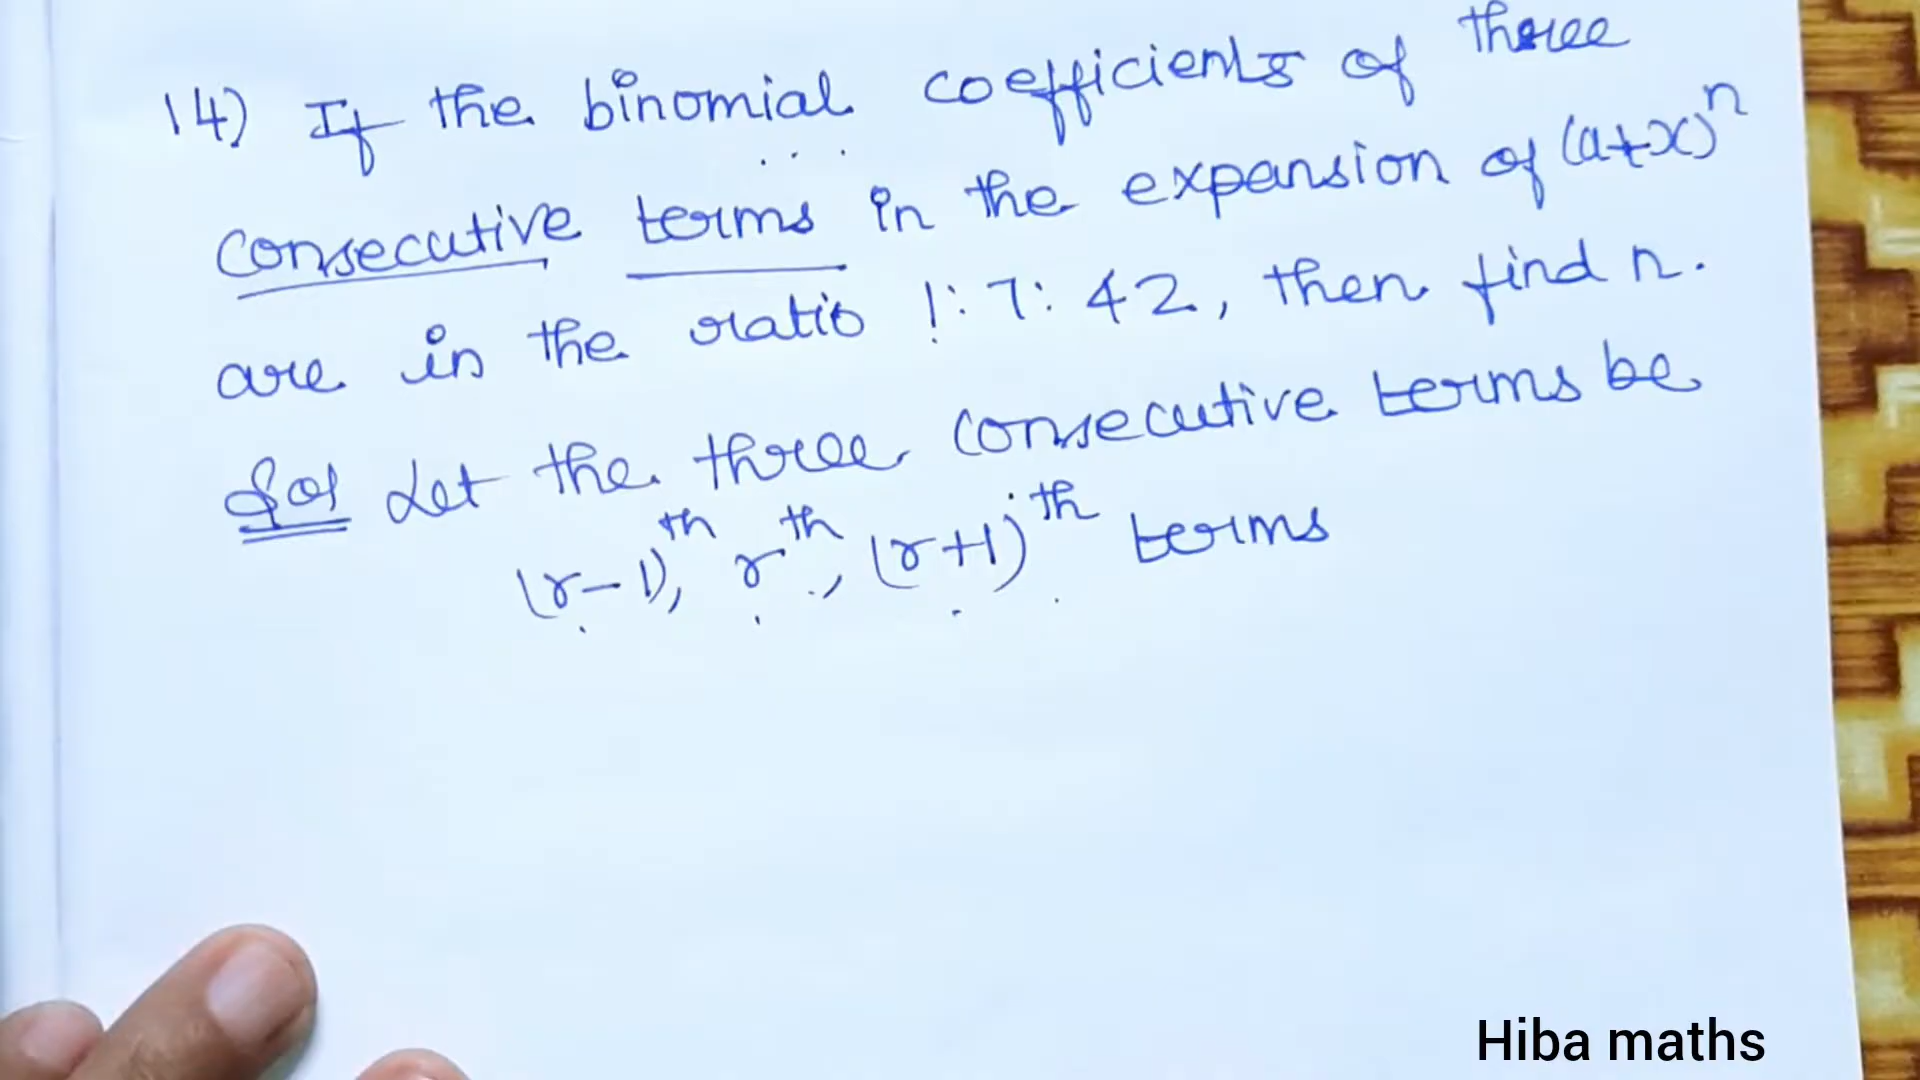 14) If the binomial coefficients of three
consecutive terms in the expansion of (a+x)^n
are in the ratio 1:7:42, then find n.
Sol Let the three consecutive terms be
(r-1)^th, r^th, (r+1)^th terms
Hiba maths